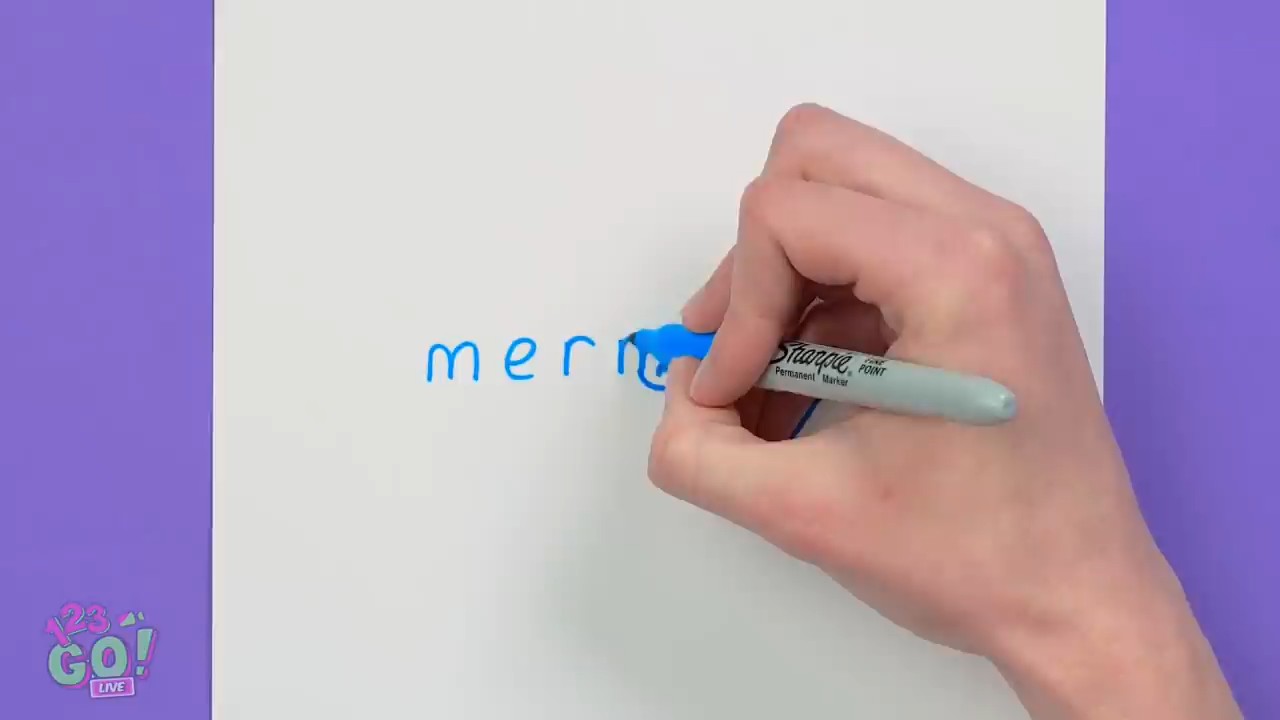 merm
Sharpie®
FINE POINT
Permanent Marker
123
GO!
LIVE